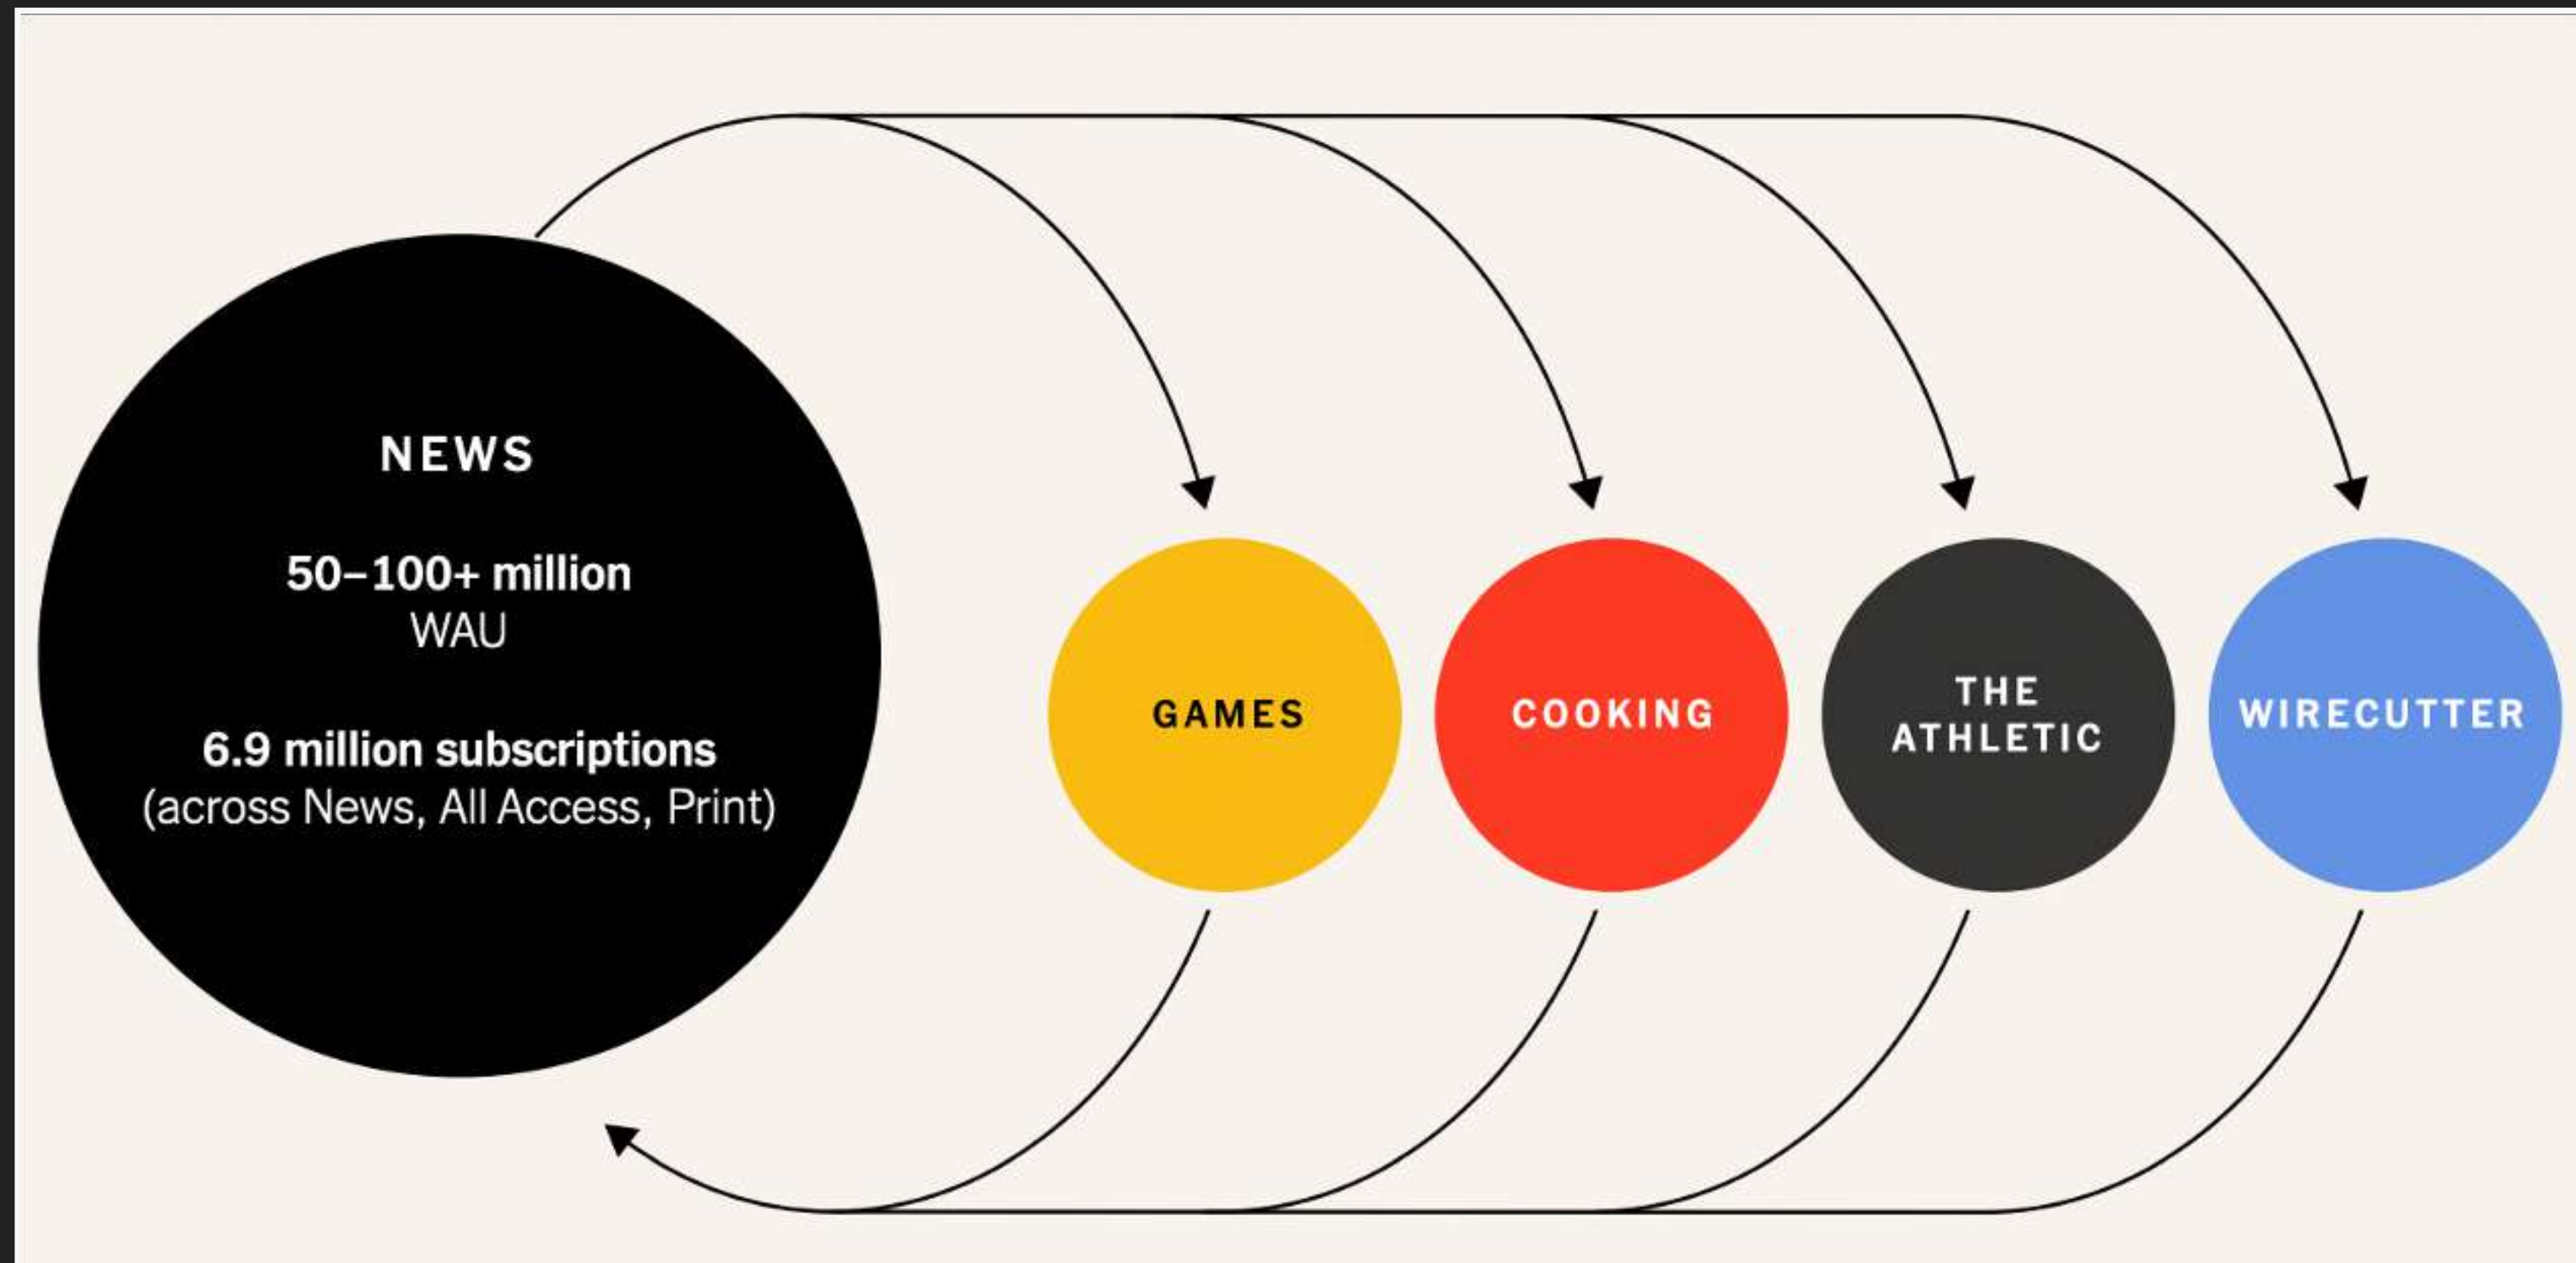 NEWS
50–100+ million
WAU
6.9 million subscriptions
(across News, All Access, Print)
GAMES
COOKING
THE
ATHLETIC
WIRECUTTER